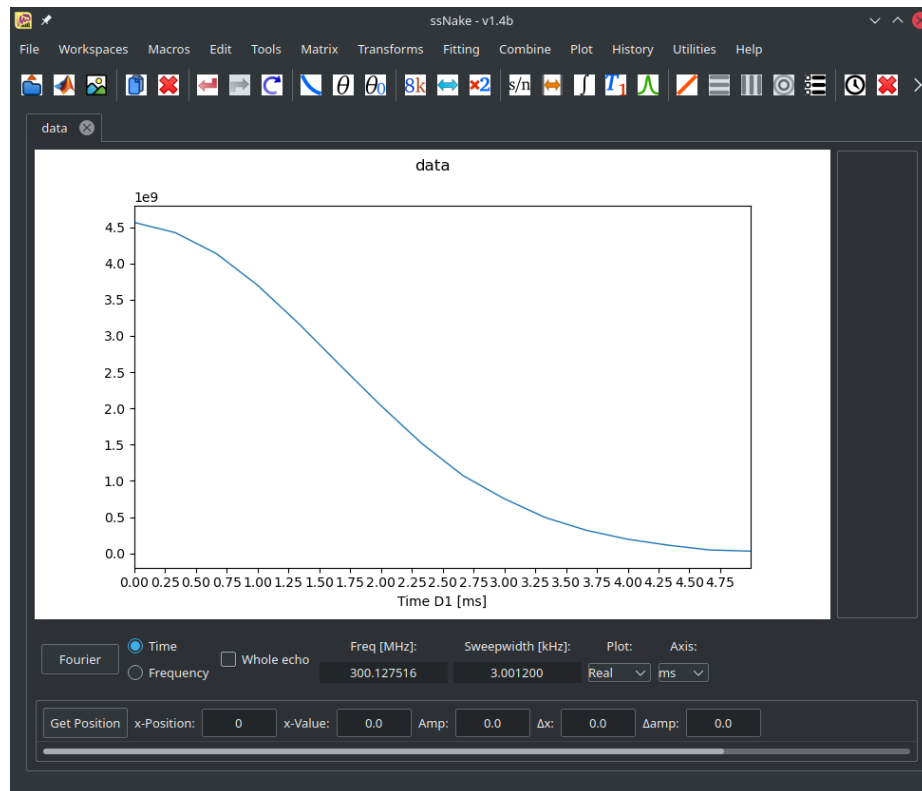 ssNake - v1.4b
File Workspaces Macros Edit Tools Matrix Transforms Fitting Combine Plot History Utilities Help
θ θ0 8k ×2 s/n ∫ T1
data
data
1e9
4.5
4.0
3.5
3.0
2.5
2.0
1.5
1.0
0.5
0.0
0.00 0.25 0.50 0.75 1.00 1.25 1.50 1.75 2.00 2.25 2.50 2.75 3.00 3.25 3.50 3.75 4.00 4.25 4.50 4.75
Time D1 [ms]
Fourier
Time
Frequency
Whole echo
Freq [MHz]: Sweepwidth [kHz]: Plot: Axis:
300.127516 3.001200 Real ms
Get Position x-Position: 0 x-Value: 0.0 Amp: 0.0 Δx: 0.0 Δamp: 0.0